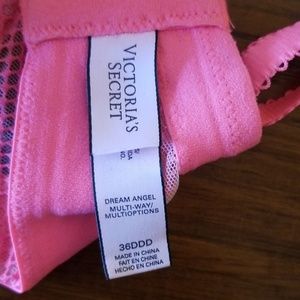 VICTORIA'S
SECRET
DREAM ANGEL
MULTI-WAY/
MULTIOPTIONS
36DDD
MADE IN CHINA
FAIT EN CHINE
HECHO EN CHINA